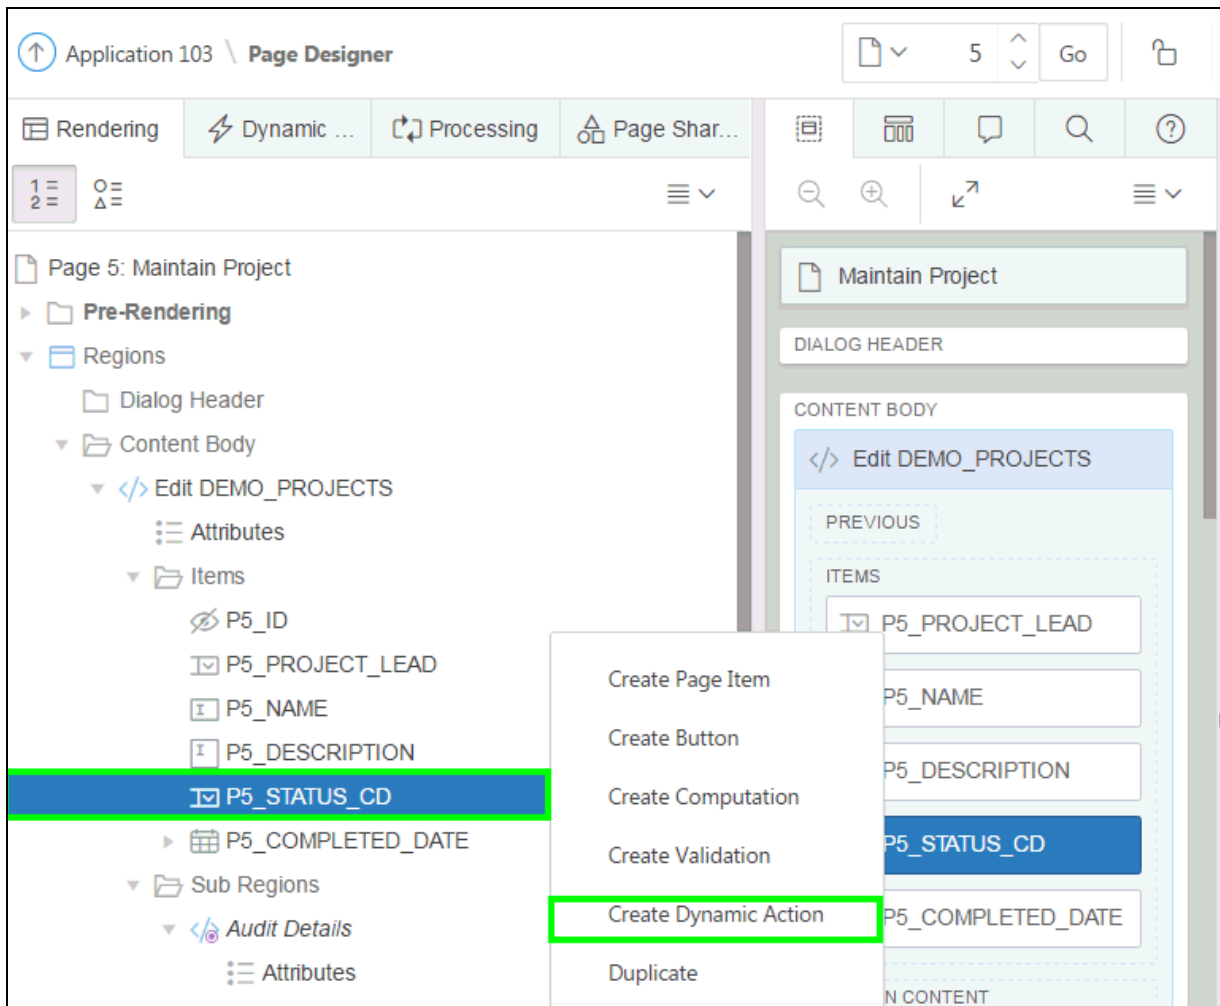 Application 103 \ Page Designer
5
Go
Rendering
Dynamic ...
Processing
Page Shar...
Page 5: Maintain Project
Pre-Rendering
Regions
Dialog Header
Content Body
Edit DEMO_PROJECTS
Attributes
Items
P5_ID
P5_PROJECT_LEAD
P5_NAME
P5_DESCRIPTION
P5_STATUS_CD
P5_COMPLETED_DATE
Sub Regions
Audit Details
Attributes
Create Page Item
Create Button
Create Computation
Create Validation
Create Dynamic Action
Duplicate
Maintain Project
DIALOG HEADER
CONTENT BODY
Edit DEMO_PROJECTS
PREVIOUS
ITEMS
P5_PROJECT_LEAD
P5_NAME
P5_DESCRIPTION
P5_STATUS_CD
P5_COMPLETED_DATE
N CONTENT